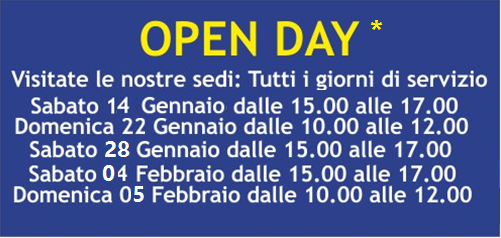 OPEN DAY *
Visitate le nostre sedi: Tutti i giorni di servizio
Sabato 14 Gennaio dalle 15.00 alle 17.00
Domenica 22 Gennaio dalle 10.00 alle 12.00
Sabato 28 Gennaio dalle 15.00 alle 17.00
Sabato 04 Febbraio dalle 15.00 alle 17.00
Domenica 05 Febbraio dalle 10.00 alle 12.00